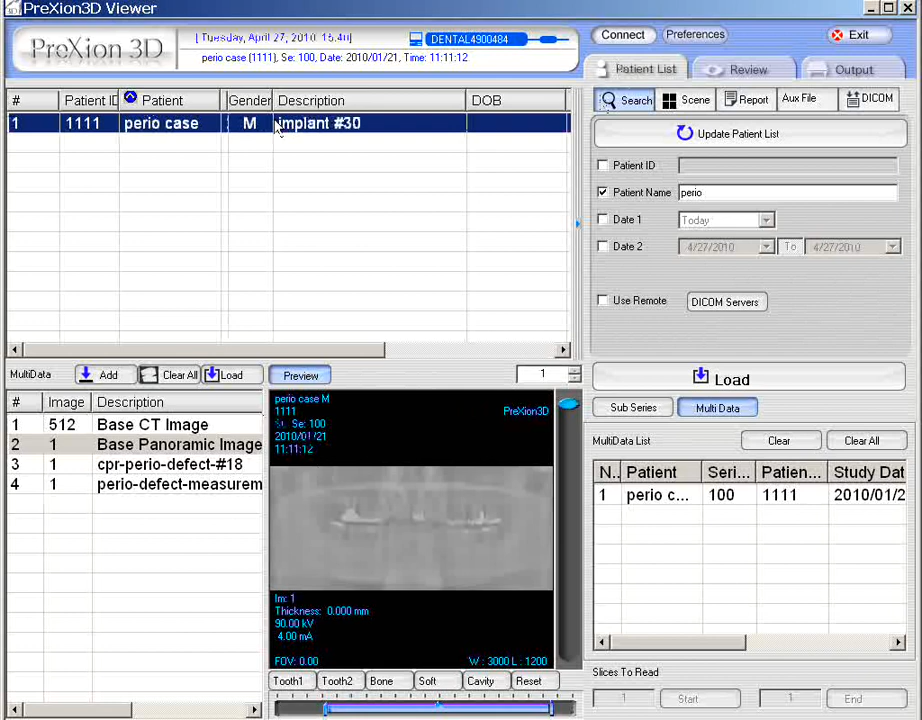 PreXion3D Viewer
PreXion 3D
[ Tuesday, April 27, 2010. 15:40]
DENTAL4900484
perio case (1111), Se: 100, Date: 2010/01/21, Time: 11:11:12
Connect
Preferences
Exit
Patient List
Review
Output
# Patient ID Patient Gender Description DOB
1 1111 perio case M implant #30
Search
Scene
Report
Aux File
DICOM
Update Patient List
Patient ID
Patient Name perio
Date 1 Today
Date 2 4/27/2010 To 4/27/2010
Use Remote DICOM Servers
Load
Sub Series
Multi Data
MultiData List Clear Clear All
N.. Patient Seri... Patien... Study Dat
1 perio c... 100 1111 2010/01/2
Slices To Read
1 Start 1 End
MultiData Add Clear All Load
# Image Description
1 512 Base CT Image
2 1 Base Panoramic Image
3 1 cpr-perio-defect-#18
4 1 perio-defect-measurem
Preview
1
perio case M
1111
Se: 100
2010/01/21
11:11:12
PreXion3D
Im: 1
Thickness: 0.000 mm
90.00 kV
4.00 mA
FOV: 0.00
W : 3000 L : 1200
Tooth1 Tooth2 Bone Soft Cavity Reset